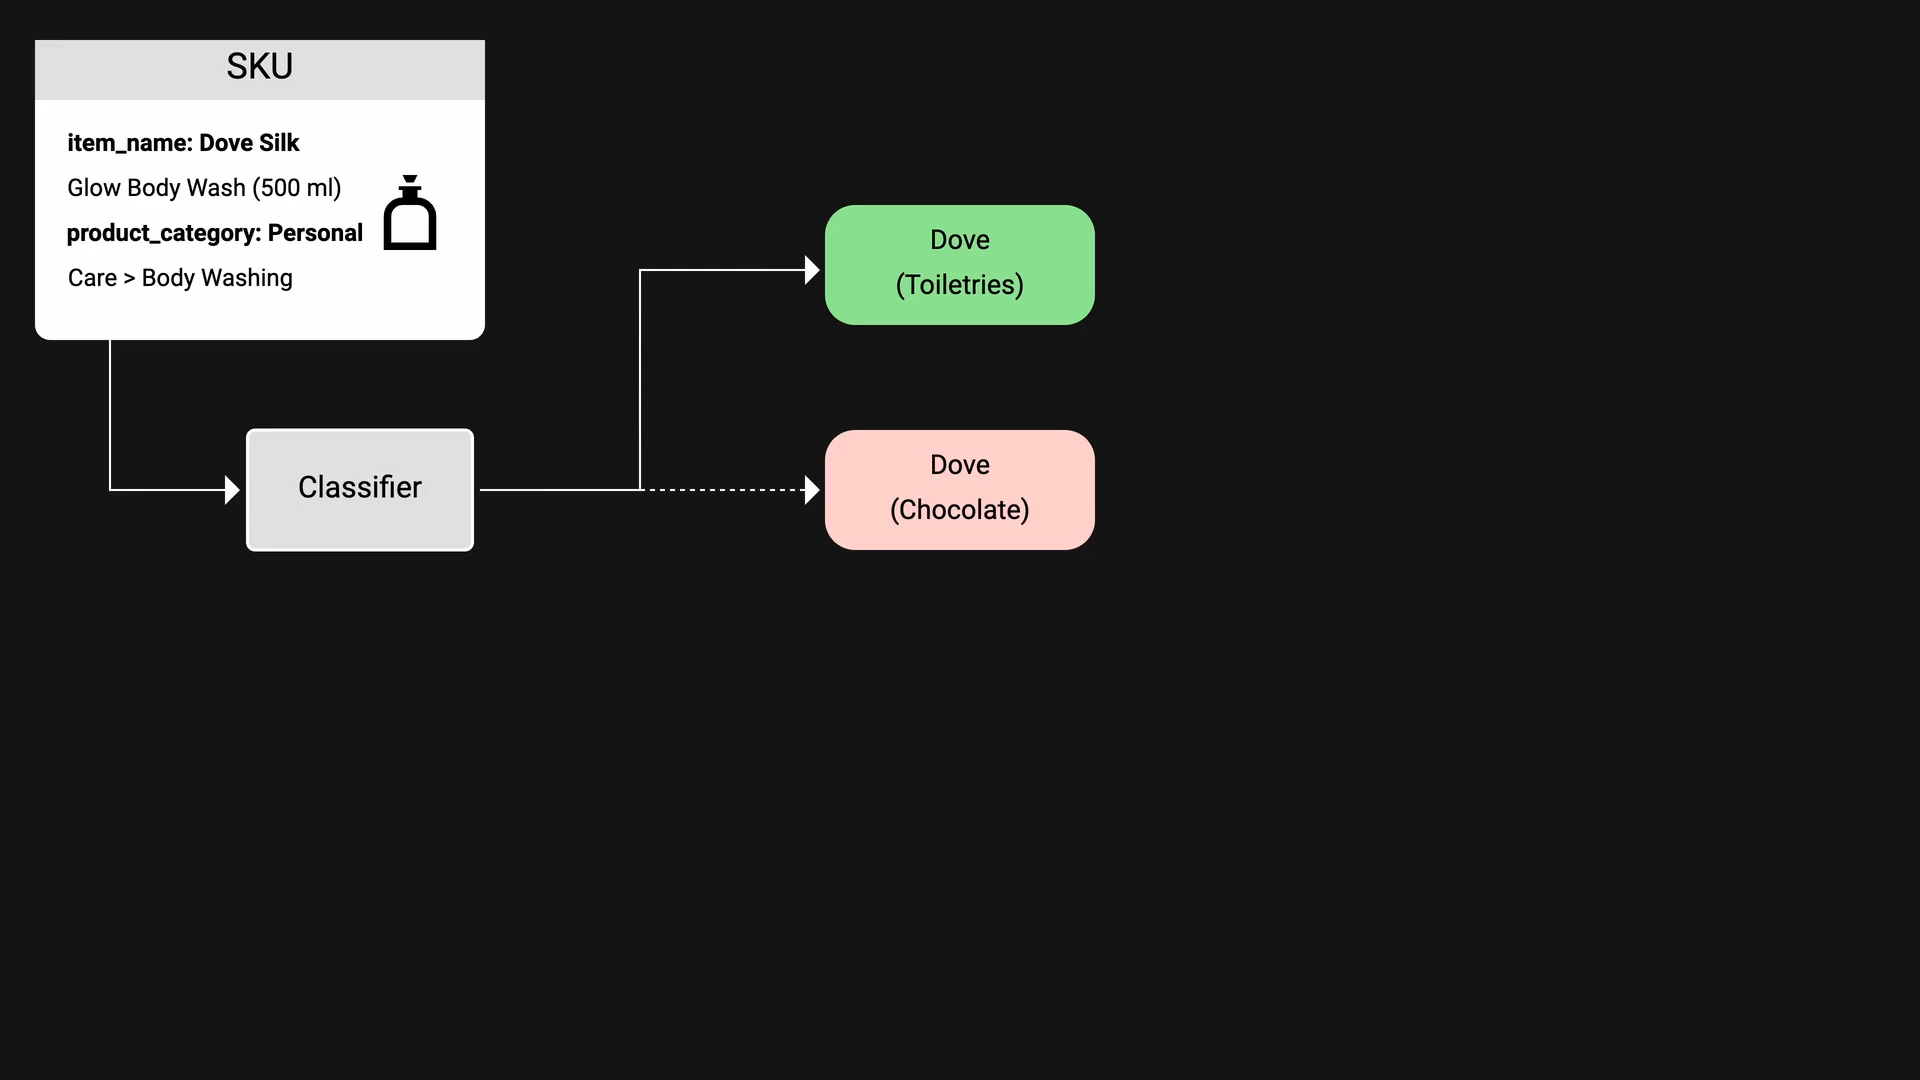 SKU
item_name: Dove Silk
Glow Body Wash (500 ml)
product_category: Personal
Care > Body Washing
Dove
(Toiletries)
Classifier
Dove
(Chocolate)